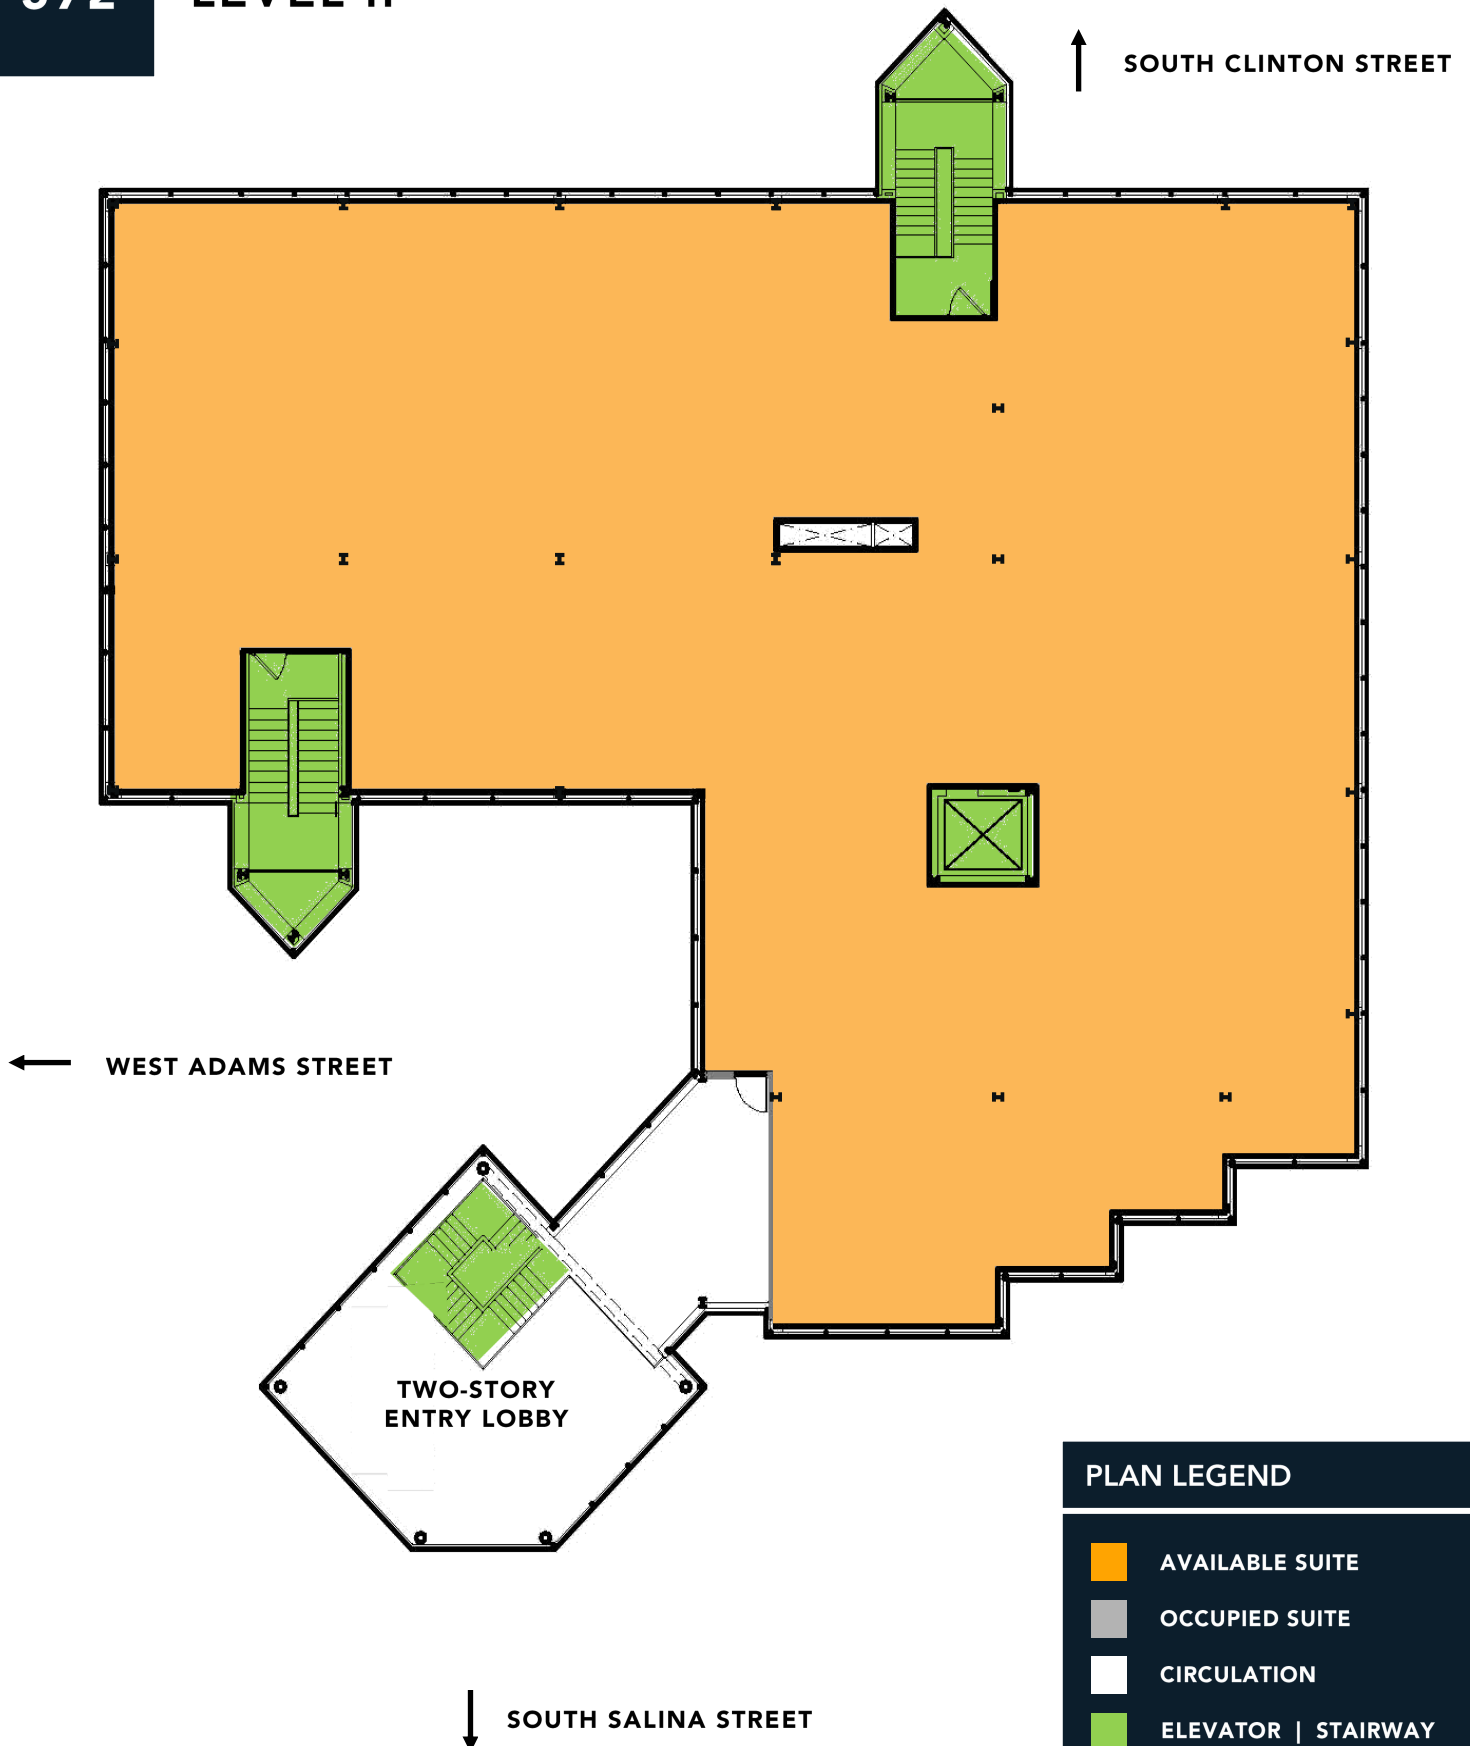 SOUTH CLINTON STREET
WEST ADAMS STREET
TWO-STORY
ENTRY LOBBY
SOUTH SALINA STREET
PLAN LEGEND
AVAILABLE SUITE
OCCUPIED SUITE
CIRCULATION
ELEVATOR | STAIRWAY